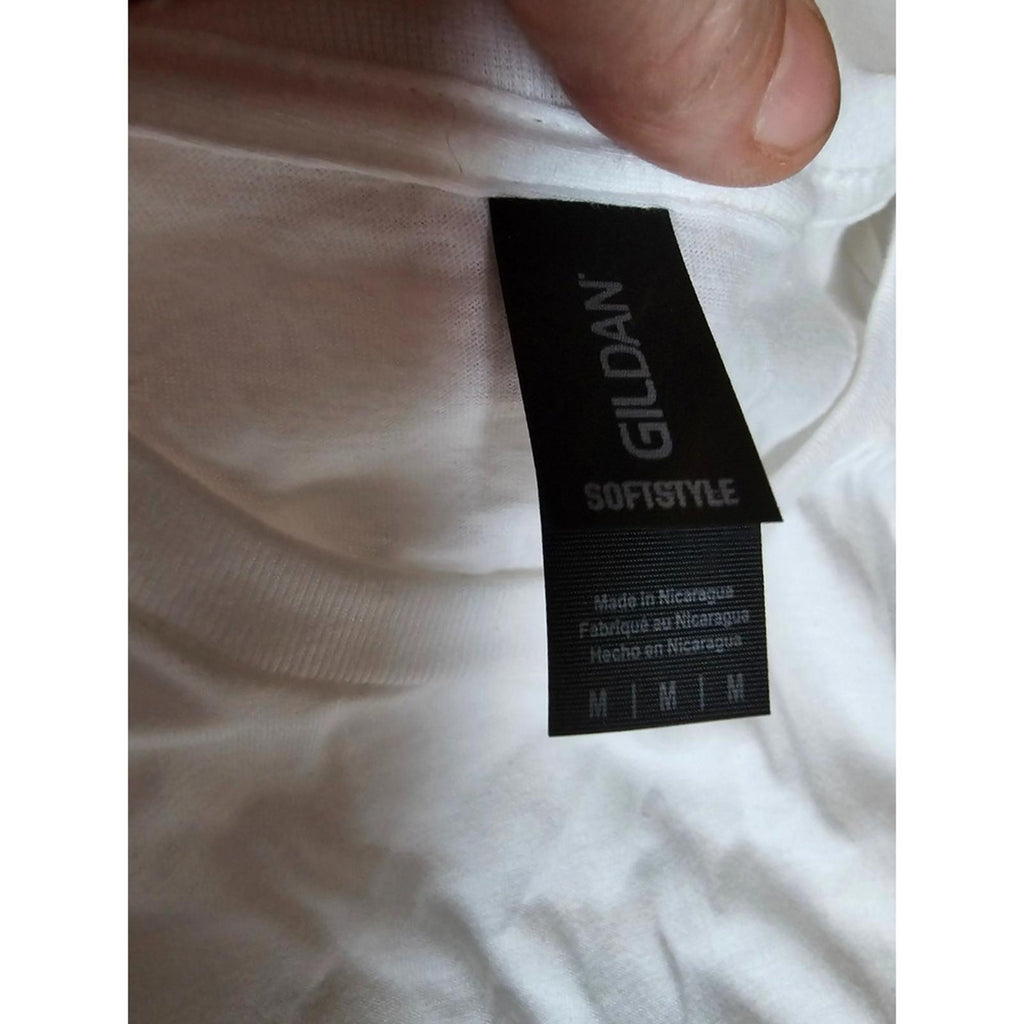 GILDAN
SOFTSTYLE
Made in Nicaragua
Fabriqué au Nicaragua
Hecho en Nicaragua
M | M | M